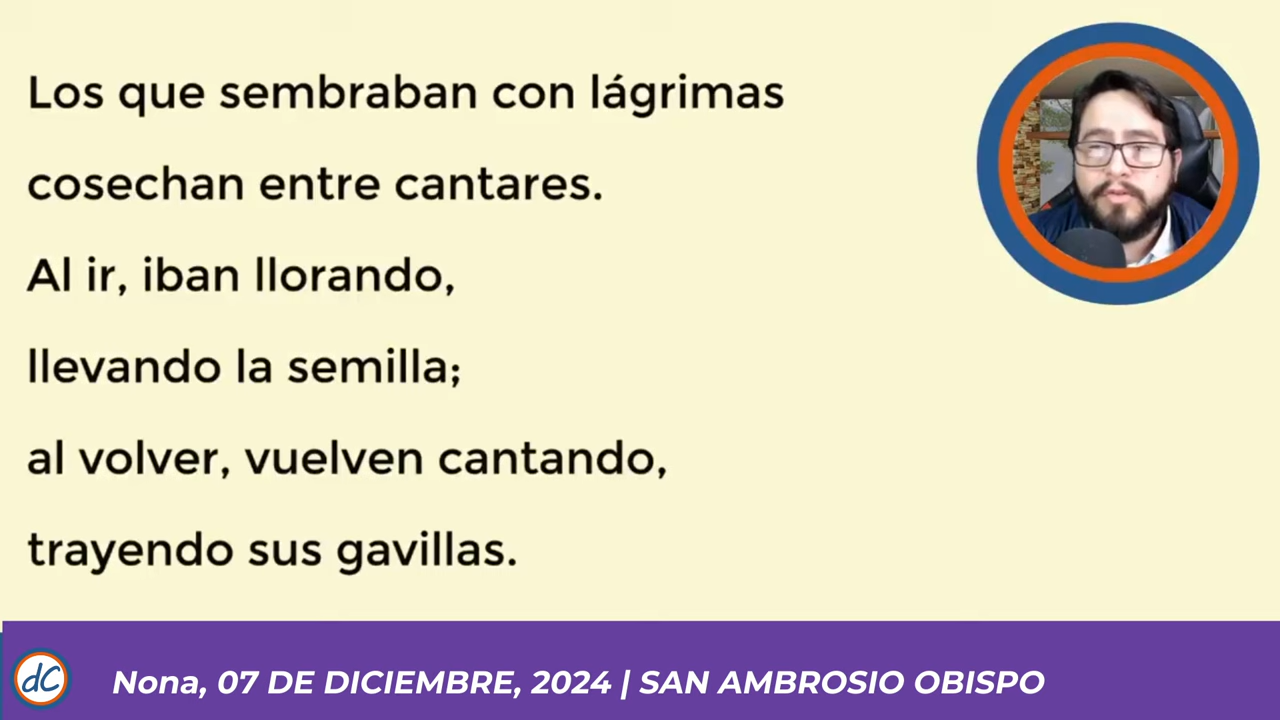 Los que sembraban con lágrimas
cosechan entre cantares.
Al ir, iban llorando,
llevando la semilla;
al volver, vuelven cantando,
trayendo sus gavillas.
dC
Nona, 07 DE DICIEMBRE, 2024 | SAN AMBROSIO OBISPO